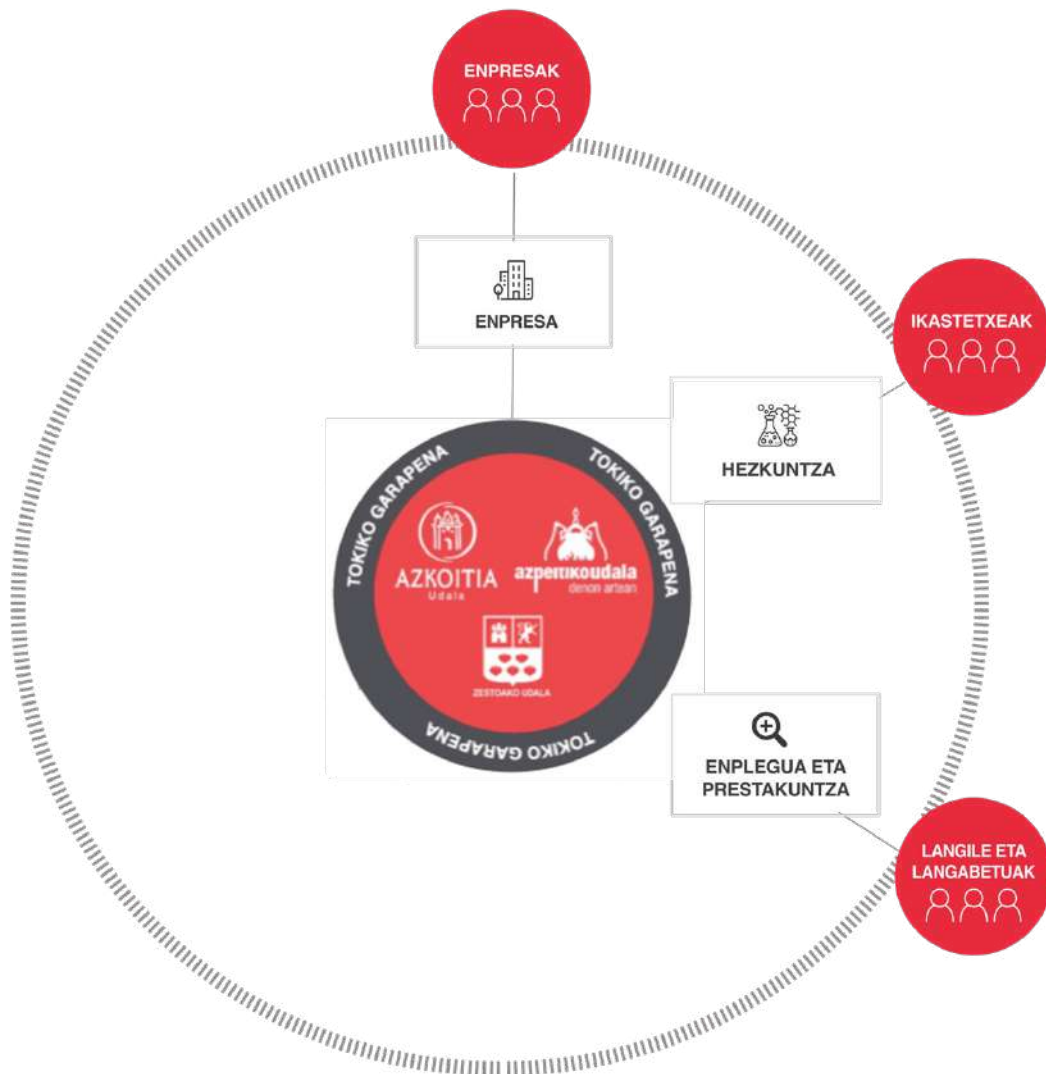 ENPRESAK
ENPRESA
IKASTETXEAK
HEZKUNTZA
TOKIKO GARAPENA
TOKIKO GARAPENA
AZKOITIA
Udala
azpeitikoudala
denon artean
ZESTOAKO UDALA
TOKIKO GARAPENA
ENPLEGUA ETA
PRESTAKUNTZA
LANGILE ETA
LANGABETUAK